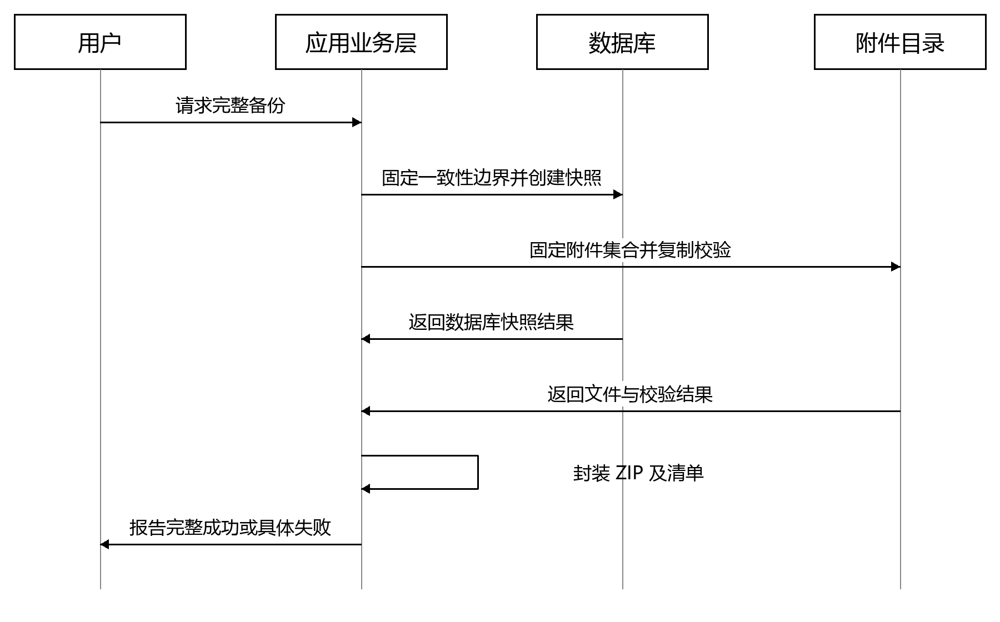 用户
应用业务层
数据库
附件目录
请求完整备份
固定一致性边界并创建快照
固定附件集合并复制校验
返回数据库快照结果
返回文件与校验结果
封装 ZIP 及清单
报告完整成功或具体失败